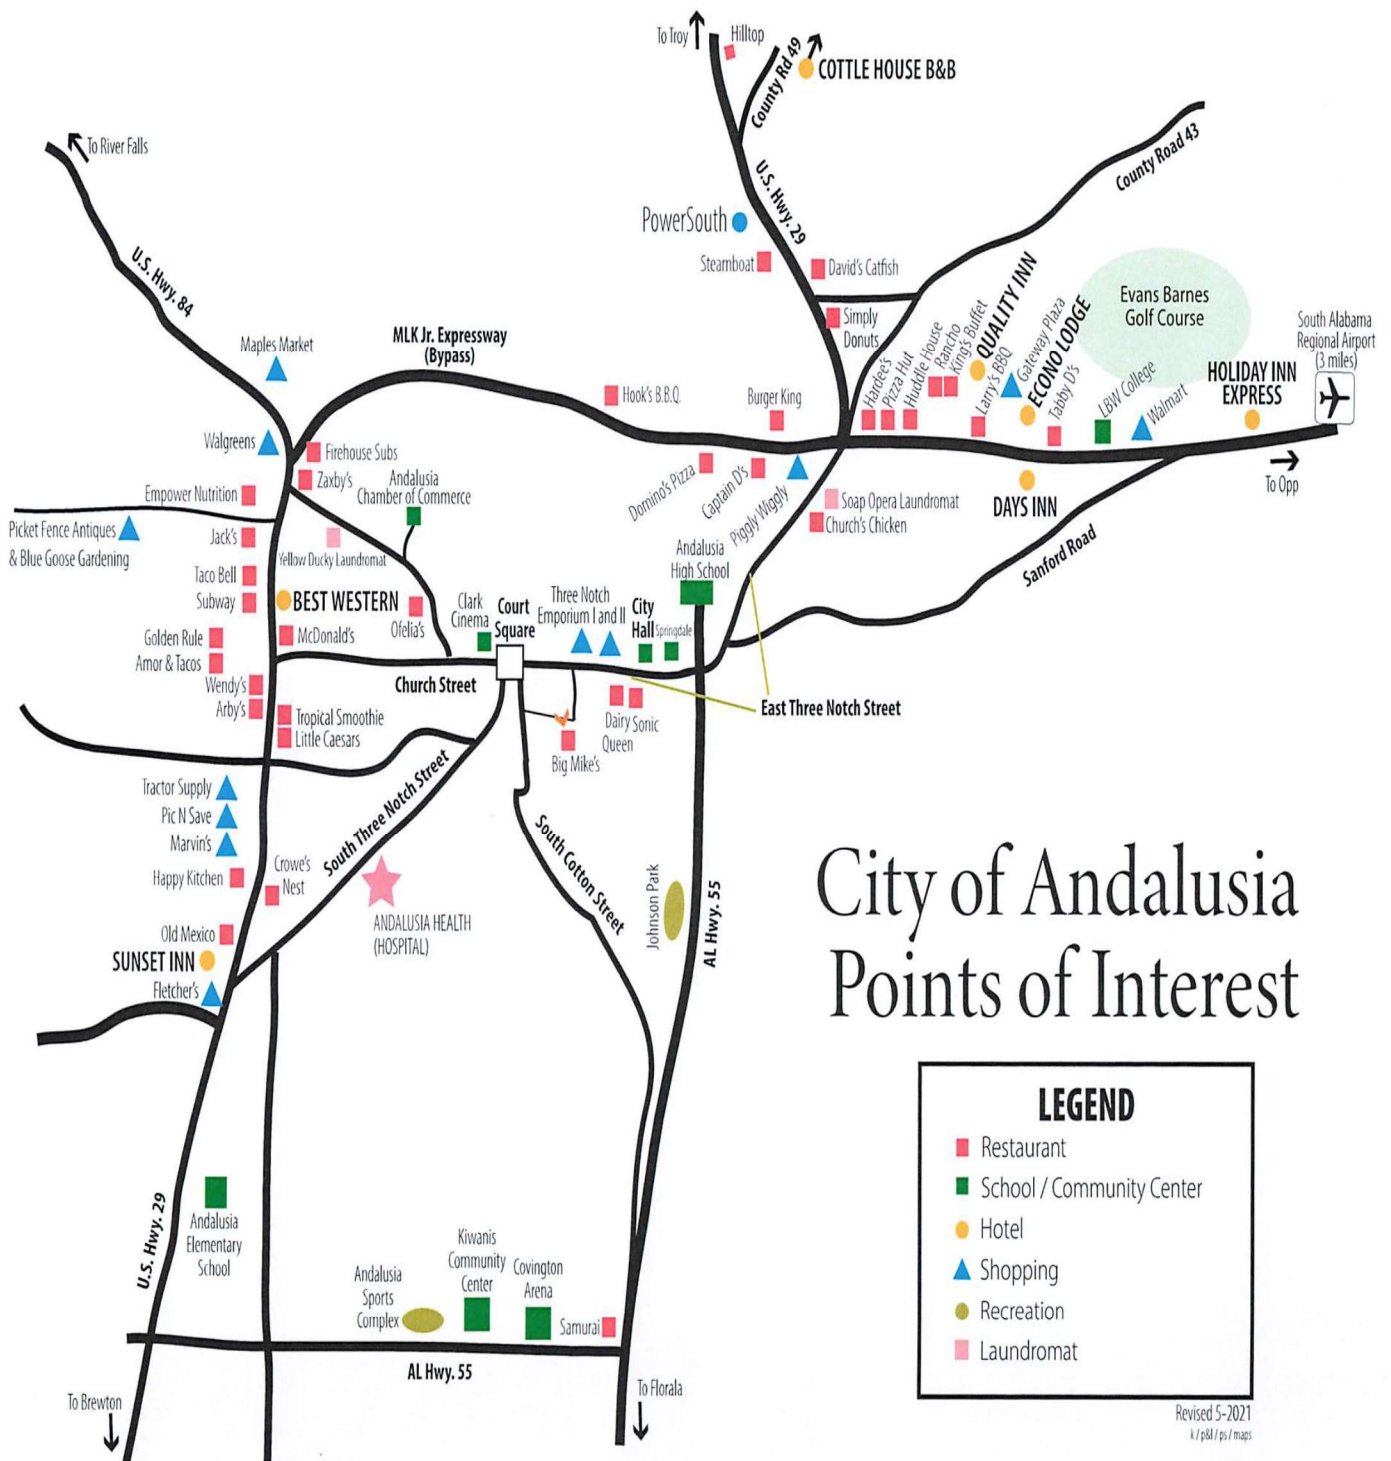 To Troy
Hilltop
County Rd 49
COTTLE HOUSE B&B
To River Falls
County Road 43
U.S. Hwy. 29
PowerSouth
Steamboat
David's Catfish
U.S. Hwy. 84
Simply
Donuts
QUALITY INN
Gateway Plaza
ECONO LODGE
Evans Barnes
Golf Course
South Alabama
Regional Airport
(3 miles)
MLK Jr. Expressway
(Bypass)
Maples Market
Hardee's
Pizza Hut
Huddle House
Rancho
King's Buffet
Larry's BBQ
Tabby D's
LBW College
Walmart
HOLIDAY INN
EXPRESS
Hook's B.B.Q.
Burger King
Walgreens
Firehouse Subs
Zaxby's
Andalusia
Chamber of Commerce
Domino's Pizza
Captain D's
Piggly Wiggly
To Opp
DAYS INN
Empower Nutrition
Soap Opera Laundromat
Church's Chicken
Picket Fence Antiques
& Blue Goose Gardening
Jack's
Yellow Ducky Laundromat
Andalusia
High School
Sanford Road
Taco Bell
Subway
BEST WESTERN
Ofelia's
Clark
Cinema
Court
Square
Three Notch
Emporium I and II
City
Hall
Springdale
Golden Rule
McDonald's
Amor & Tacos
Wendy's
Arby's
Church Street
Tropical Smoothie
Little Caesars
Dairy
Queen
Sonic
Big Mike's
East Three Notch Street
Tractor Supply
Pic N Save
Marvin's
South Three Notch Street
South Cotton Street
Happy Kitchen
Crowe's
Nest
ANDALUSIA HEALTH
(HOSPITAL)
Johnson Park
AL Hwy. 55
Old Mexico
SUNSET INN
Fletcher's
City of Andalusia
Points of Interest
LEGEND
Restaurant
School / Community Center
Hotel
Shopping
Recreation
Laundromat
Andalusia
Elementary
School
U.S. Hwy. 29
Andalusia
Sports
Complex
Kiwanis
Community
Center
Covington
Arena
Samurai
AL Hwy. 55
To Brewton
To Florala
Revised 5-2021
k / p&l / ps / maps